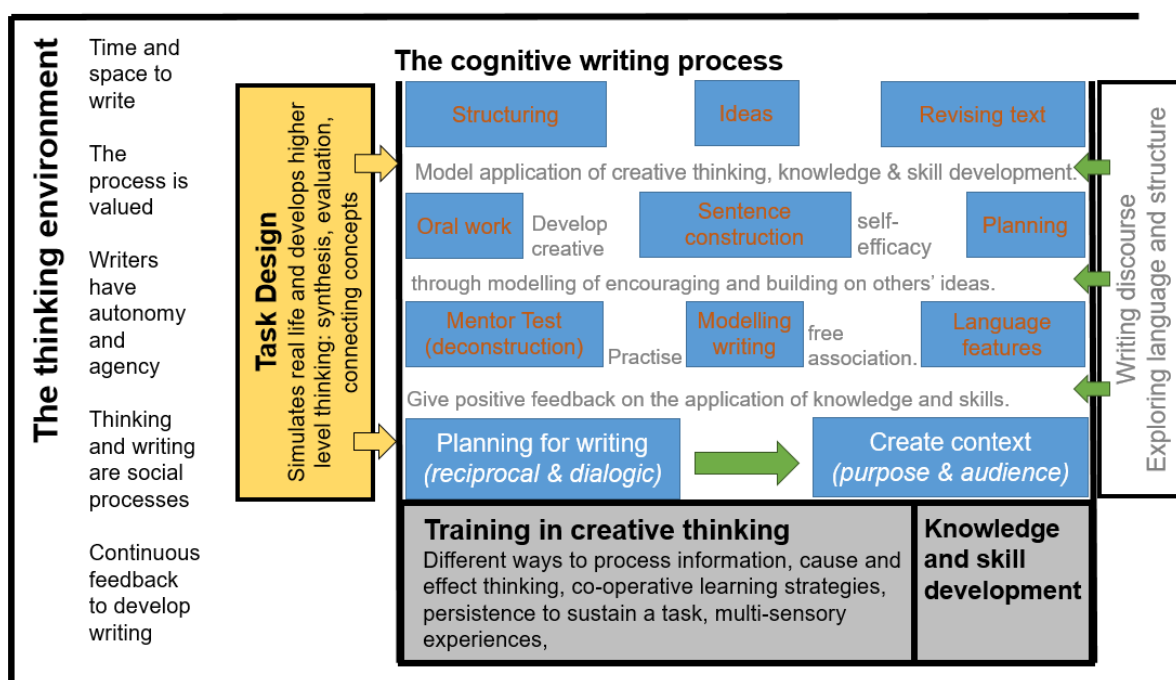 The thinking environment
Time and
space to
write
The
process is
valued
Writers
have
autonomy
and
agency
Thinking
and writing
are social
processes
Continuous
feedback
to develop
writing
Task Design
Simulates real life and develops higher
level thinking: synthesis, evaluation,
connecting concepts
The cognitive writing process
Structuring
Ideas
Revising text
Model application of creative thinking, knowledge & skill development.
Oral work
Develop
creative
Sentence
construction
self-
efficacy
Planning
through modelling of encouraging and building on others’ ideas.
Mentor Test
(deconstruction)
Practise
Modelling
writing
free
association.
Language
features
Give positive feedback on the application of knowledge and skills.
Planning for writing
(reciprocal & dialogic)
Create context
(purpose & audience)
Training in creative thinking
Different ways to process information, cause and
effect thinking, co-operative learning strategies,
persistence to sustain a task, multi-sensory
experiences,
Knowledge
and skill
development
Writing discourse
Exploring language and structure